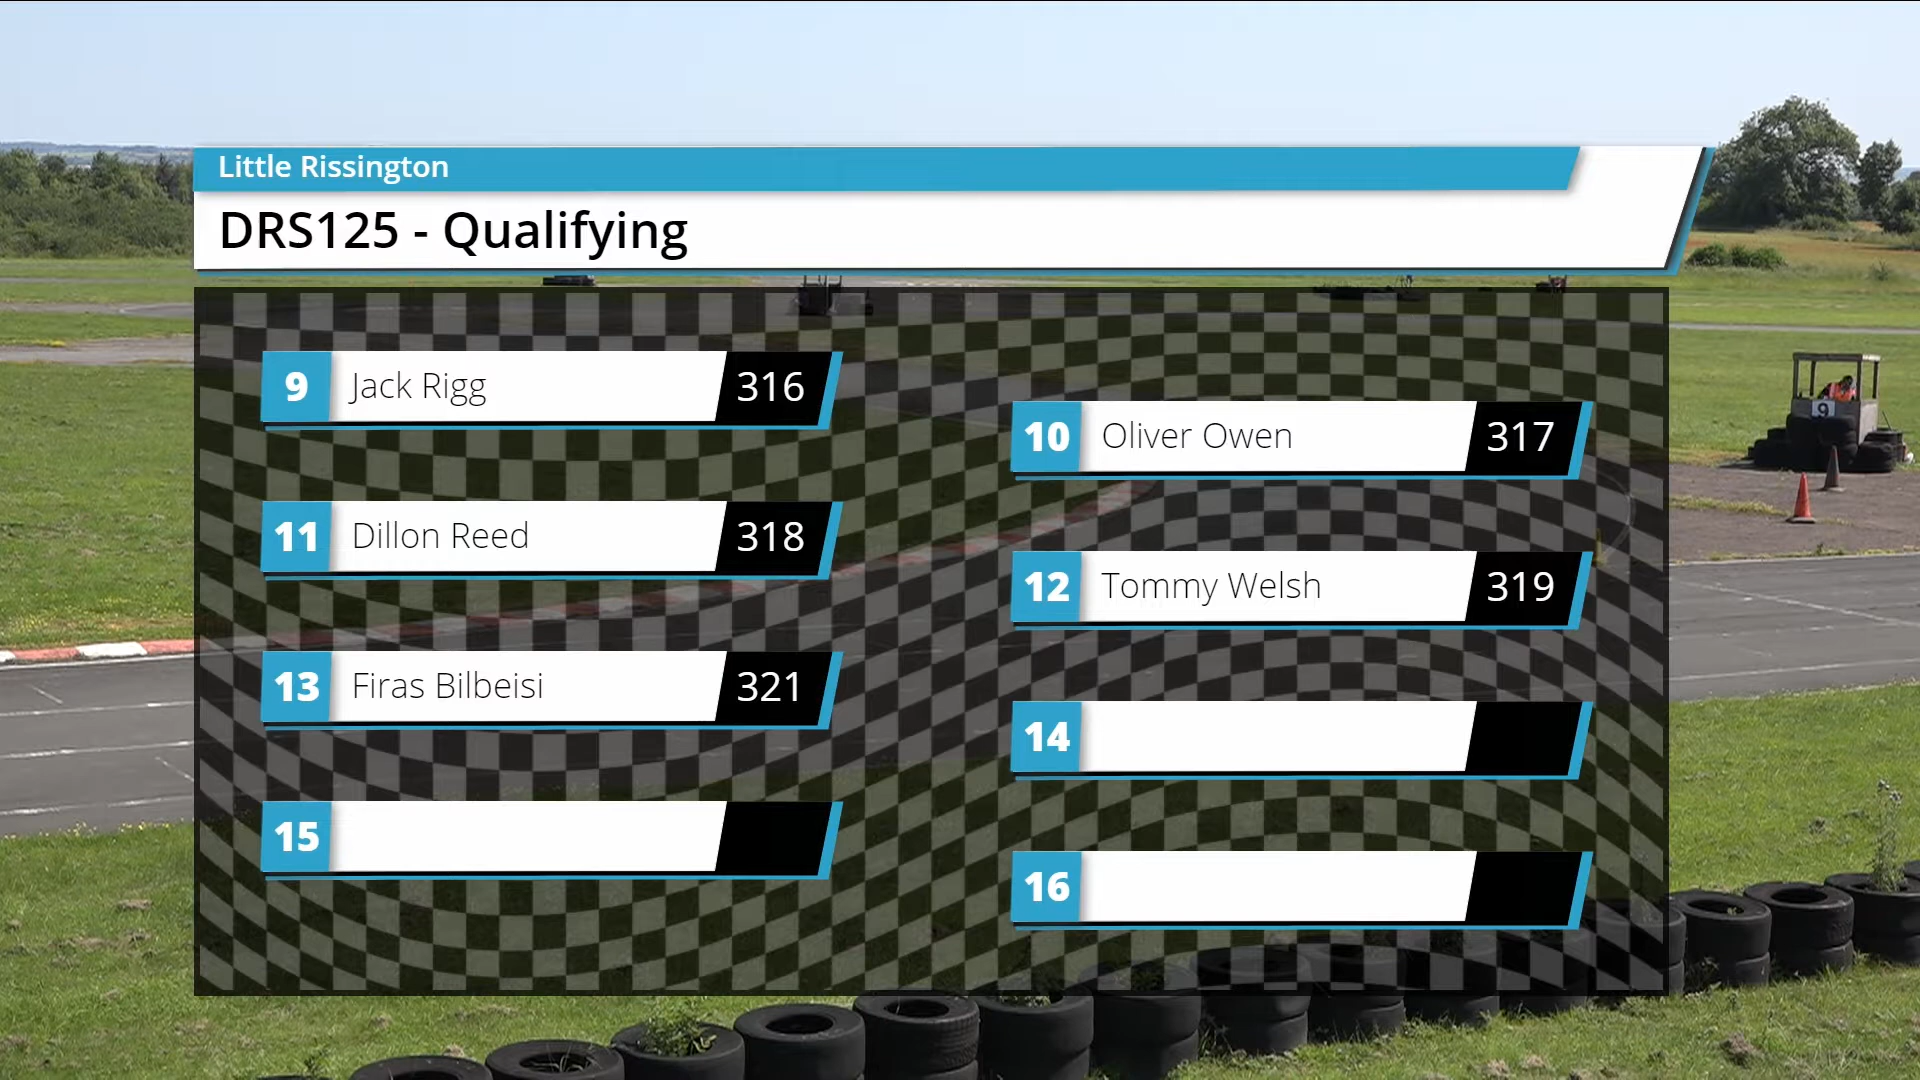 Little Rissington
DRS125 - Qualifying
9 Jack Rigg 316
10 Oliver Owen 317
11 Dillon Reed 318
12 Tommy Welsh 319
13 Firas Bilbeisi 321
14
15
16
9